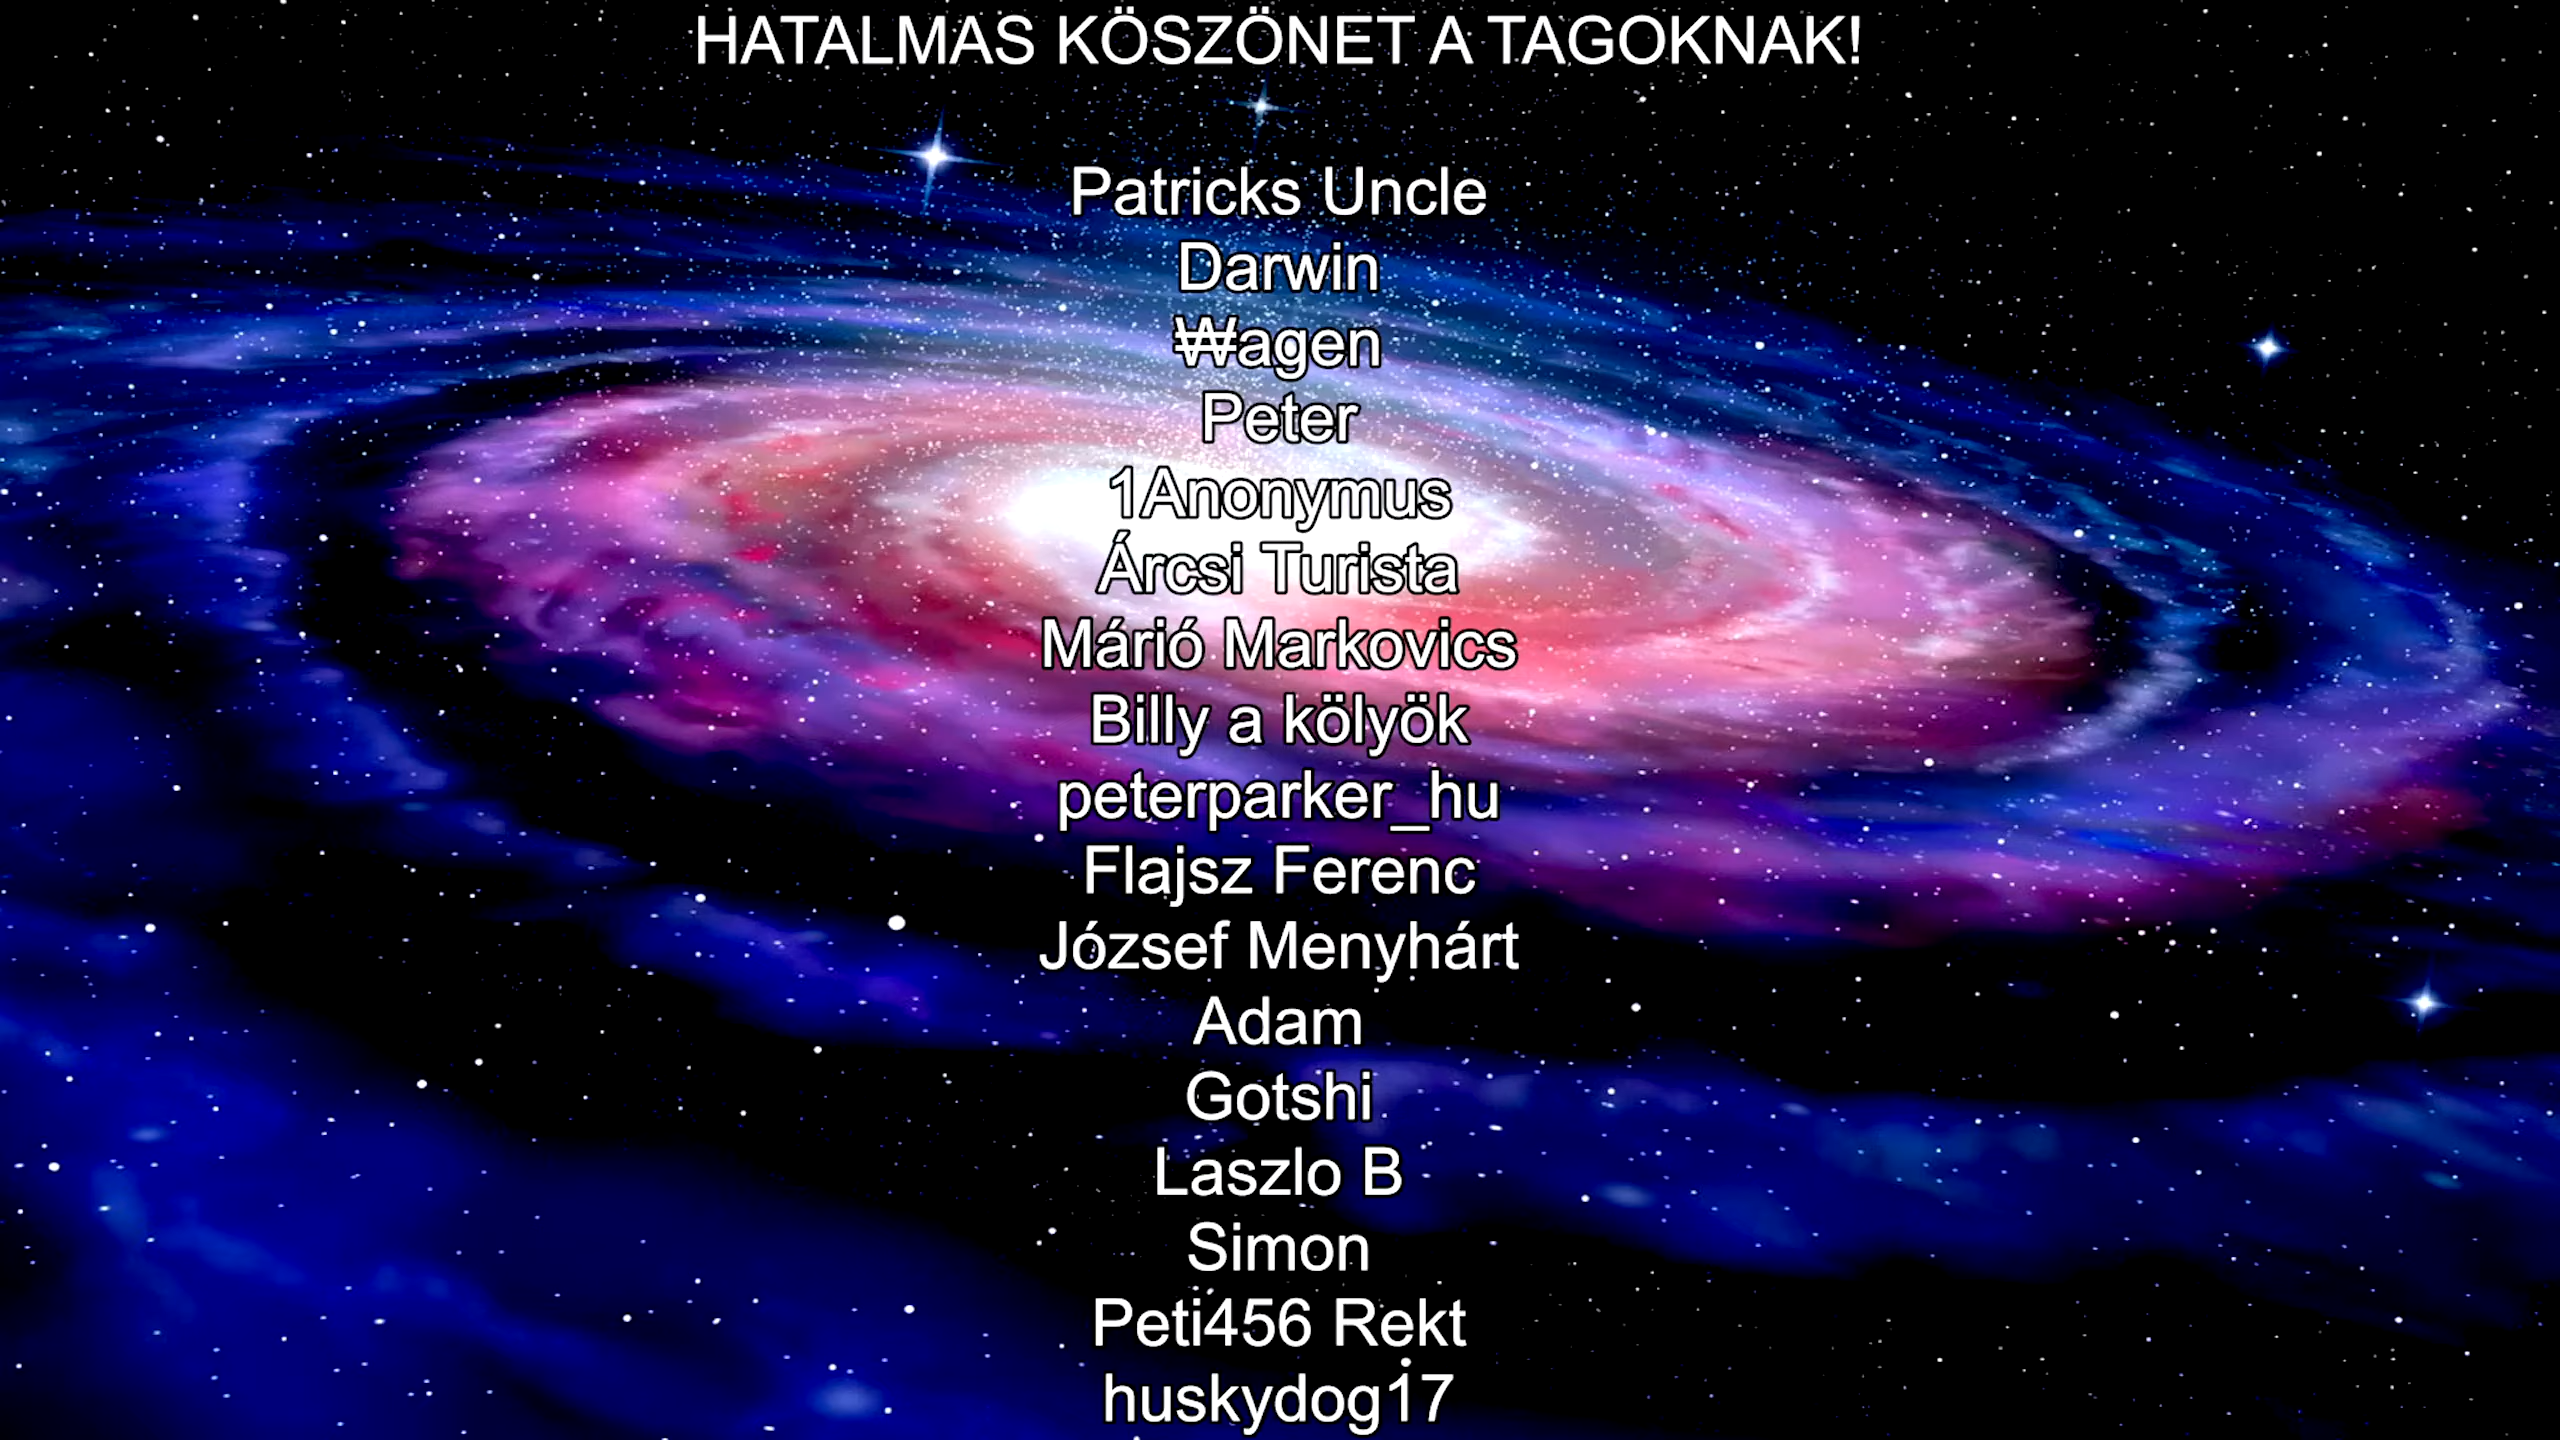 HATALMAS KÖSZÖNET A TAGOKNAK!
Patricks Uncle
Darwin
₩agen
Peter
1Anonymus
Árcsi Turista
Márió Markovics
Billy a kölyök
peterparker_hu
Flajsz Ferenc
József Menyhárt
Adam
Gotshi
Laszlo B
Simon
Peti456 Rekt
huskydog17